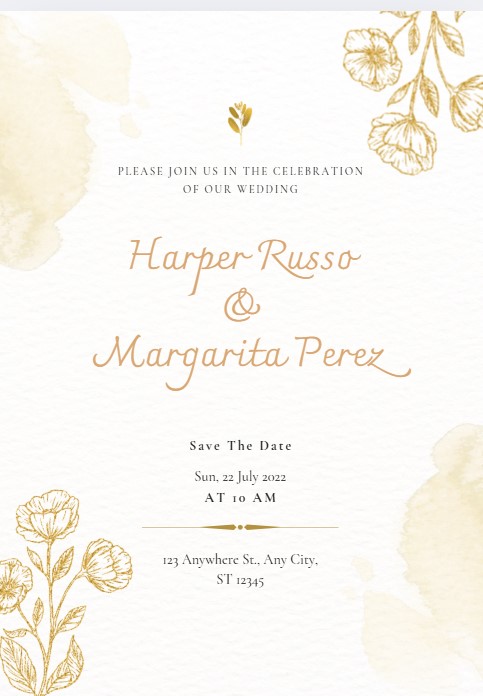 PLEASE JOIN US IN THE CELEBRATION
OF OUR WEDDING
Harper Russo
&
Margarita Perez
Save The Date
Sun, 22 July 2022
AT 10 AM
123 Anywhere St., Any City,
ST 12345